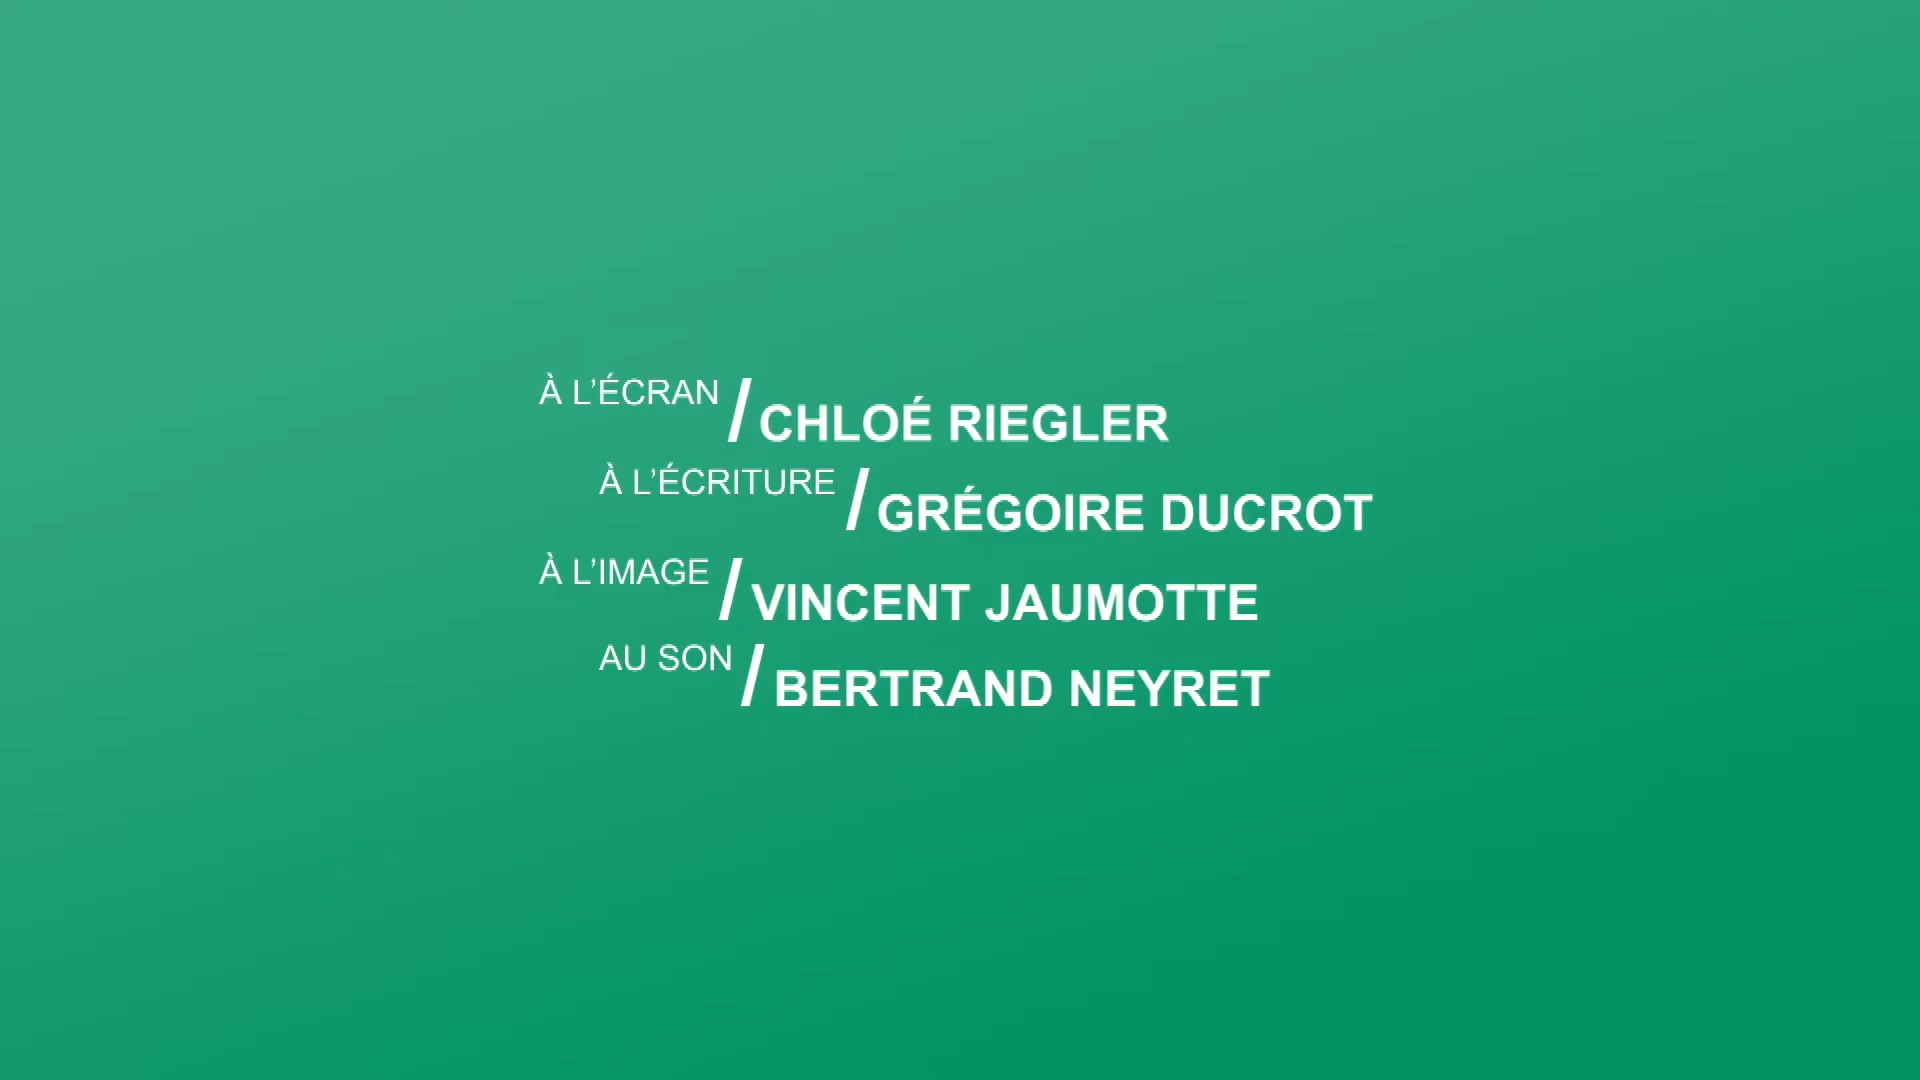 À L’ÉCRAN / CHLOÉ RIEGLER
À L’ÉCRITURE / GRÉGOIRE DUCROT
À L’IMAGE / VINCENT JAUMOTTE
AU SON / BERTRAND NEYRET